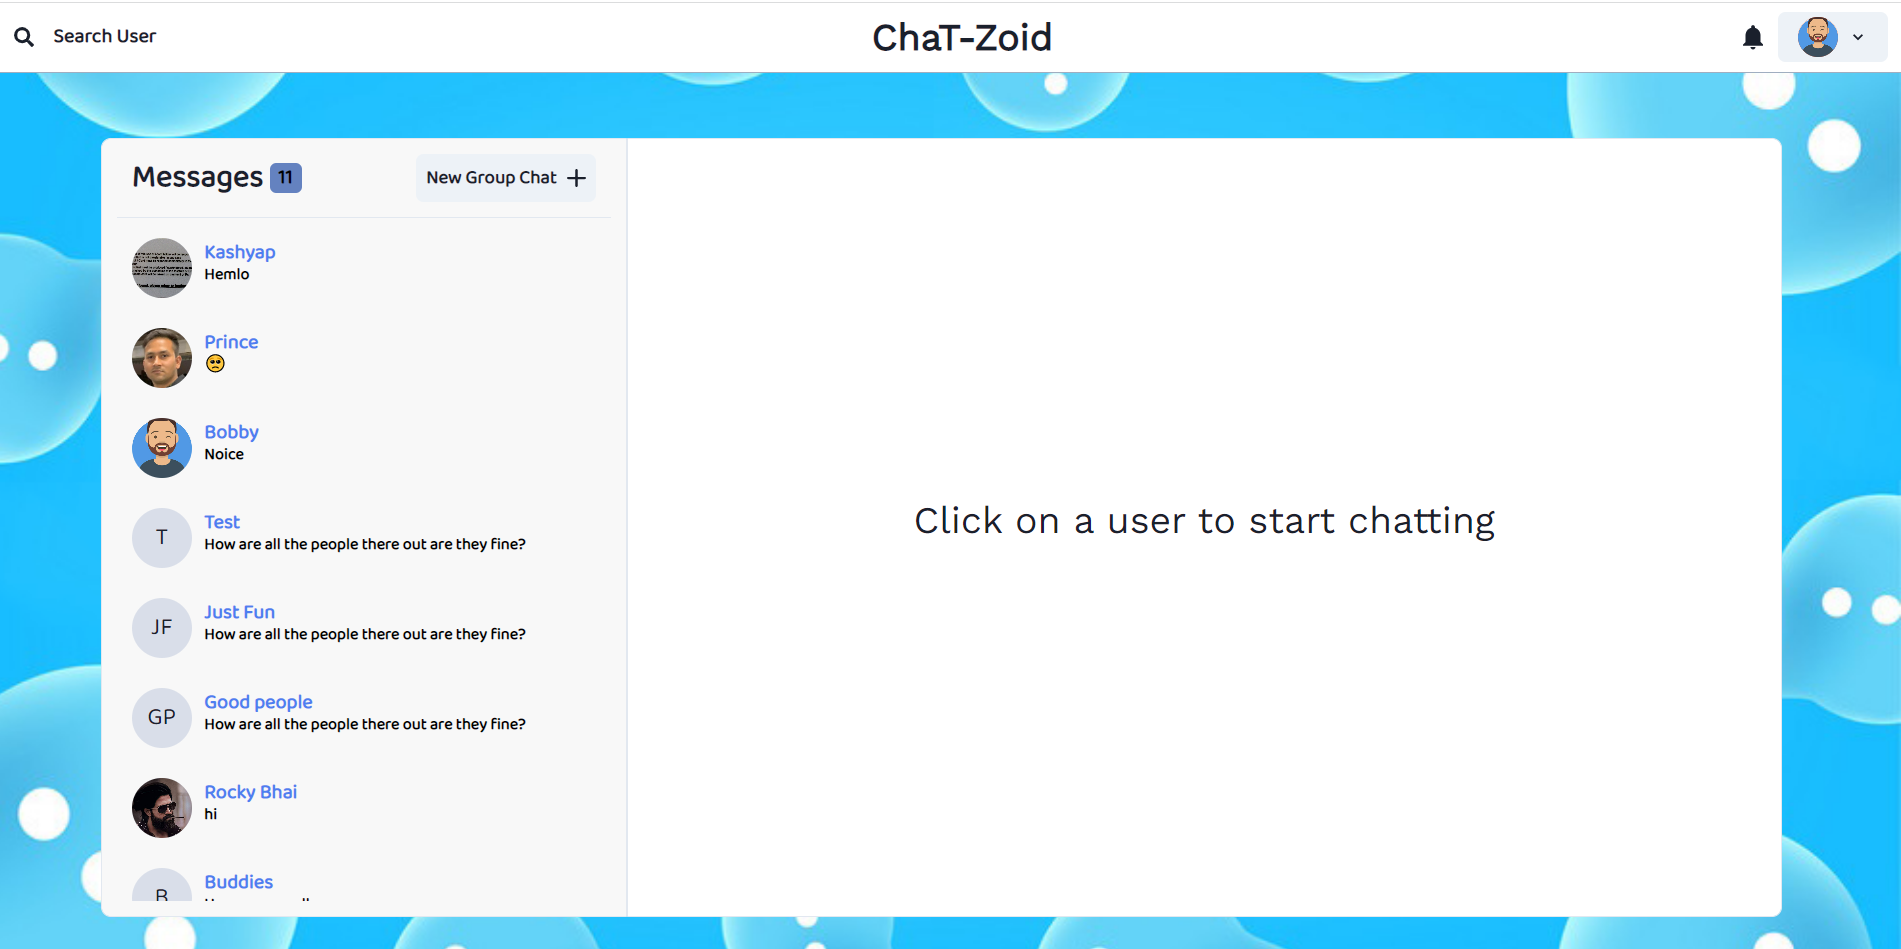 Search User
ChaT-Zoid
Messages 11
New Group Chat
Kashyap
Hemlo
Prince
🥺
Bobby
Noice
T
Test
How are all the people there out are they fine?
JF
Just Fun
How are all the people there out are they fine?
GP
Good people
How are all the people there out are they fine?
Rocky Bhai
hi
B
Buddies
Click on a user to start chatting